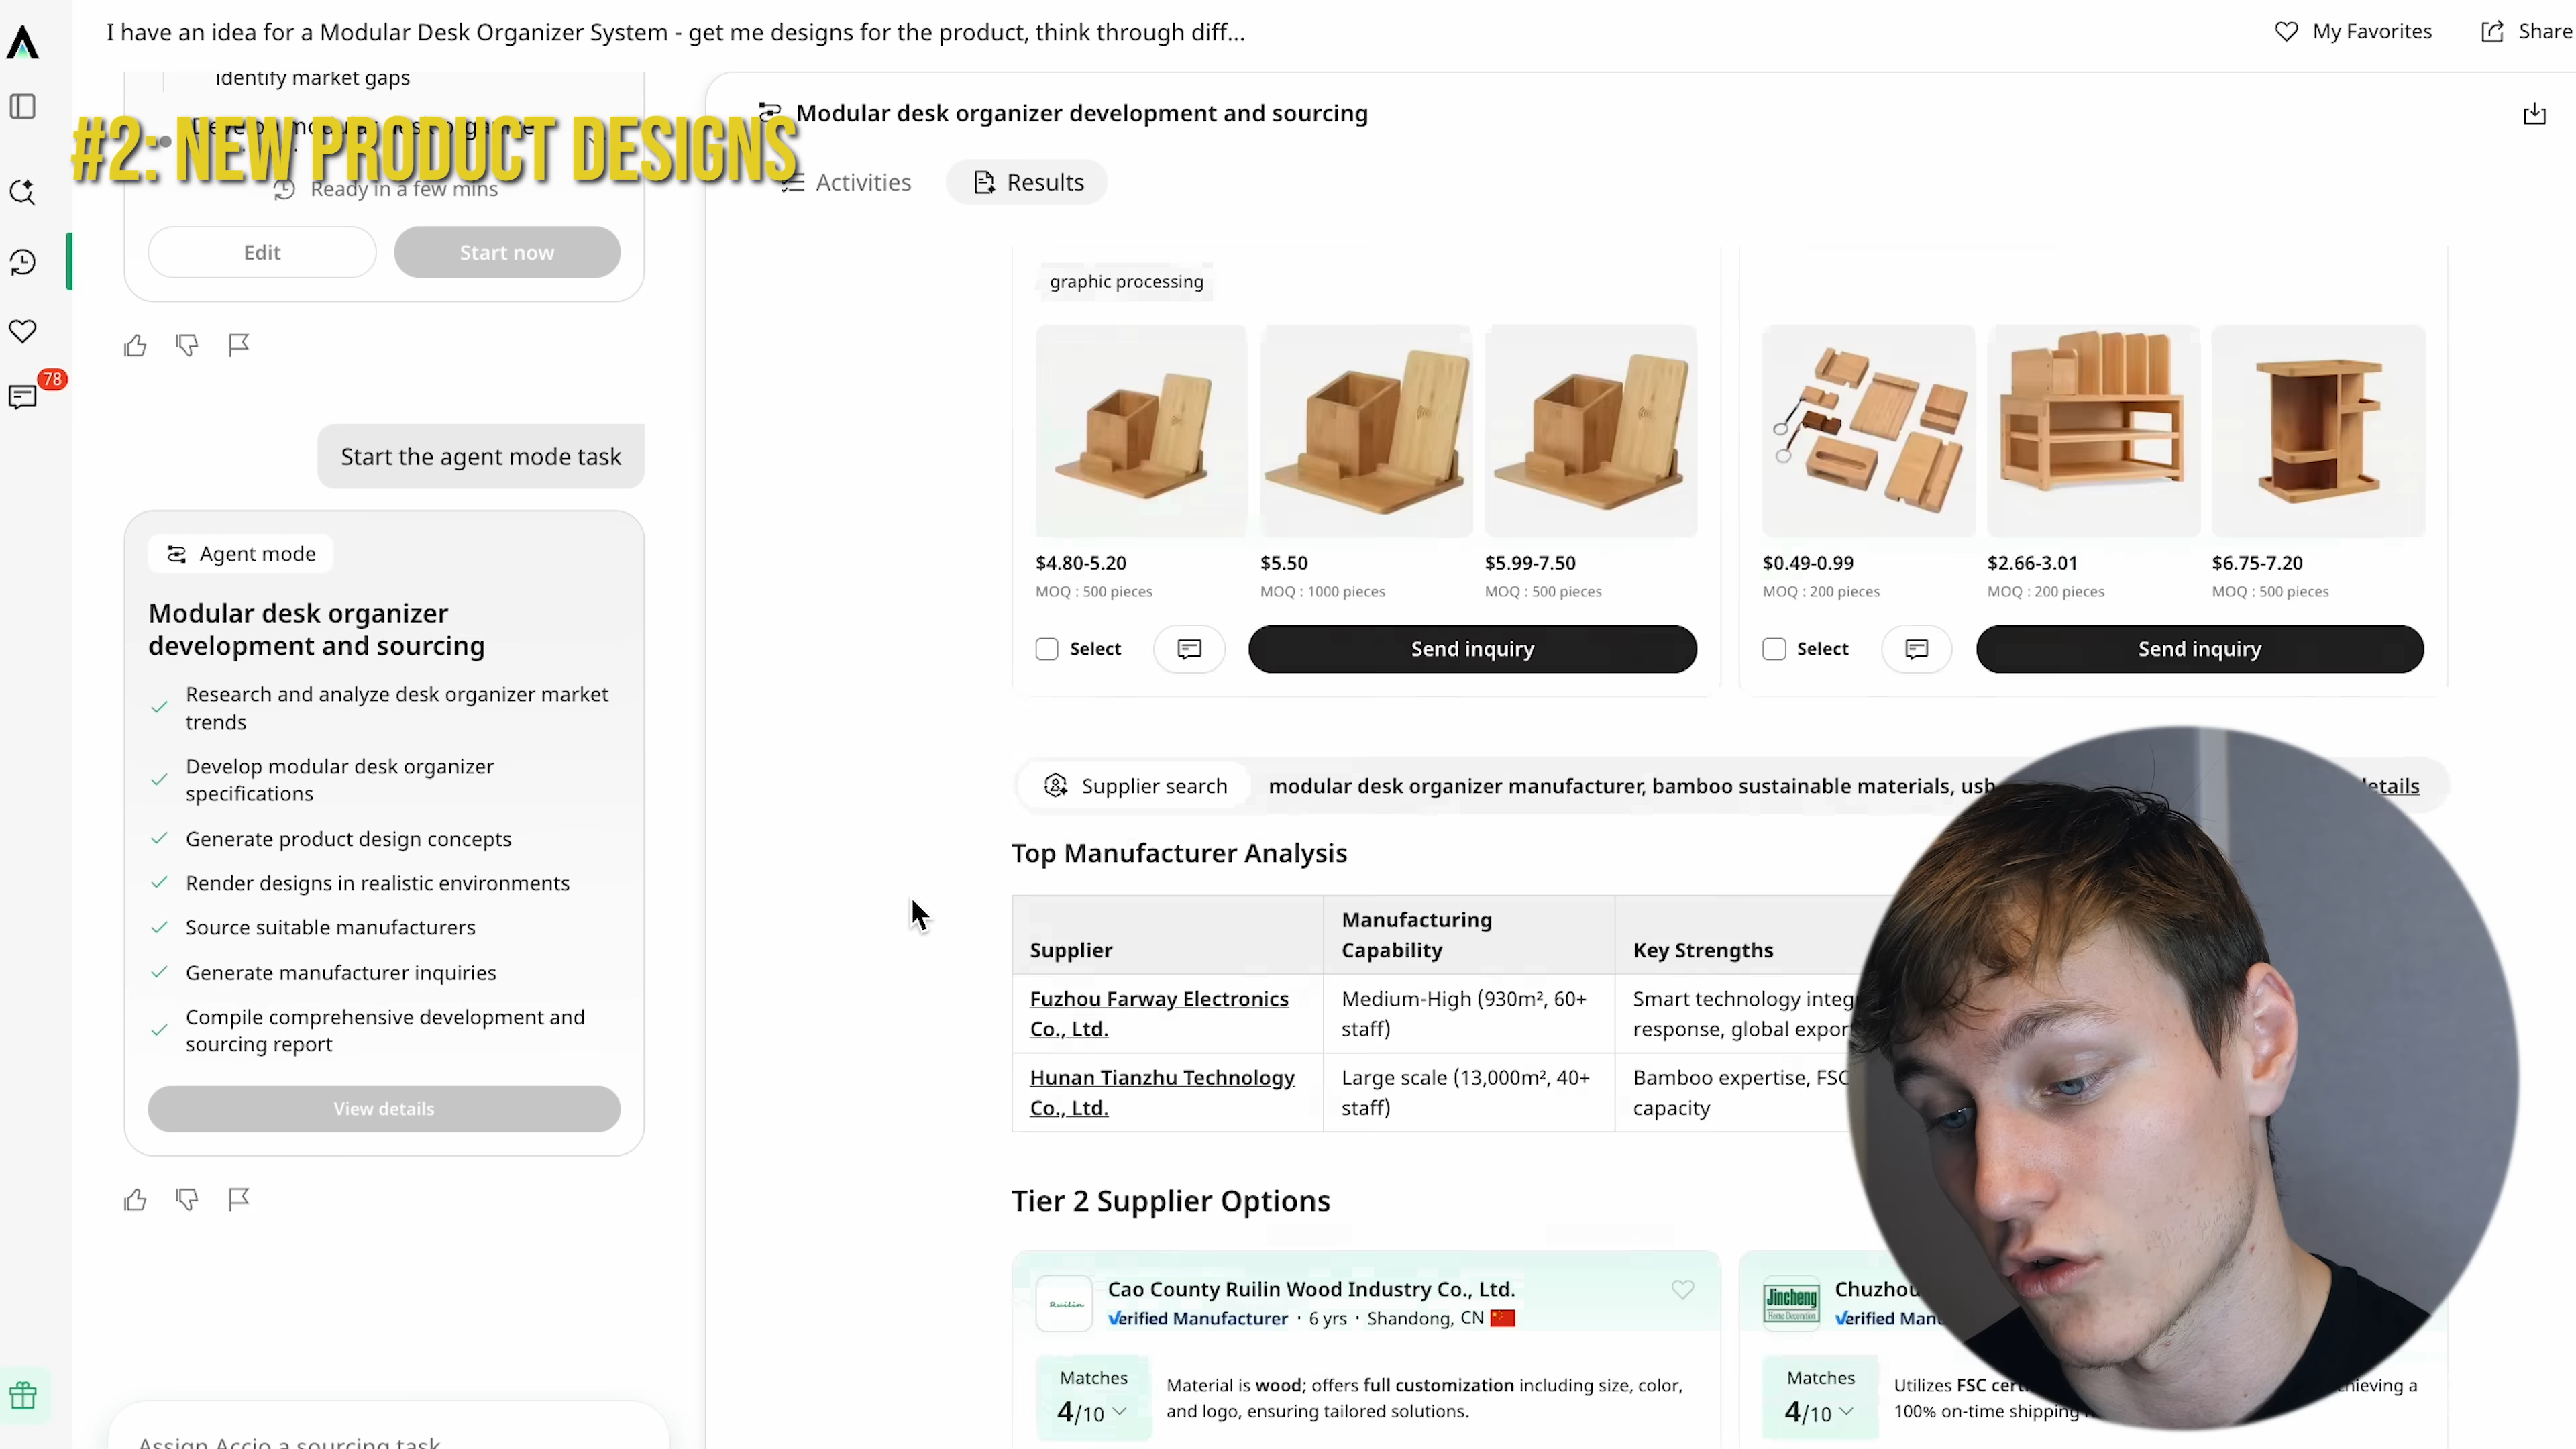 I have an idea for a Modular Desk Organizer System - get me designs for the product, think through diff...
My Favorites
Share
identify market gaps
#2: NEW PRODUCT DESIGNS
Ready in a few mins
Edit
Start now
78
Start the agent mode task
Agent mode
Modular desk organizer
development and sourcing
Research and analyze desk organizer market
trends
Develop modular desk organizer
specifications
Generate product design concepts
Render designs in realistic environments
Source suitable manufacturers
Generate manufacturer inquiries
Compile comprehensive development and
sourcing report
View details
Assign Accio a sourcing task
Modular desk organizer development and sourcing
Activities
Results
graphic processing
$4.80-5.20
MOQ : 500 pieces
$5.50
MOQ : 1000 pieces
$5.99-7.50
MOQ : 500 pieces
Select
Send inquiry
$0.49-0.99
MOQ : 200 pieces
$2.66-3.01
MOQ : 200 pieces
$6.75-7.20
MOQ : 500 pieces
Select
Send inquiry
Supplier search
modular desk organizer manufacturer, bamboo sustainable materials, usb
Top Manufacturer Analysis
Supplier
Manufacturing
Capability
Key Strengths
Fuzhou Farway Electronics
Co., Ltd.
Medium-High (930m², 60+
staff)
Smart technology
response, global
Hunan Tianzhu Technology
Co., Ltd.
Large scale (13,000m², 40+
staff)
Bamboo expertise, FSC
capacity
Tier 2 Supplier Options
Ruilin
Cao County Ruilin Wood Industry Co., Ltd.
Verified Manufacturer · 6 yrs · Shandong, CN
Matches
4/10
Material is wood; offers full customization including size, color,
and logo, ensuring tailored solutions.
Jincheng
Home Decoration
Verified
Matches
4/10
Utilizes FSC
100% on-time shipping
a